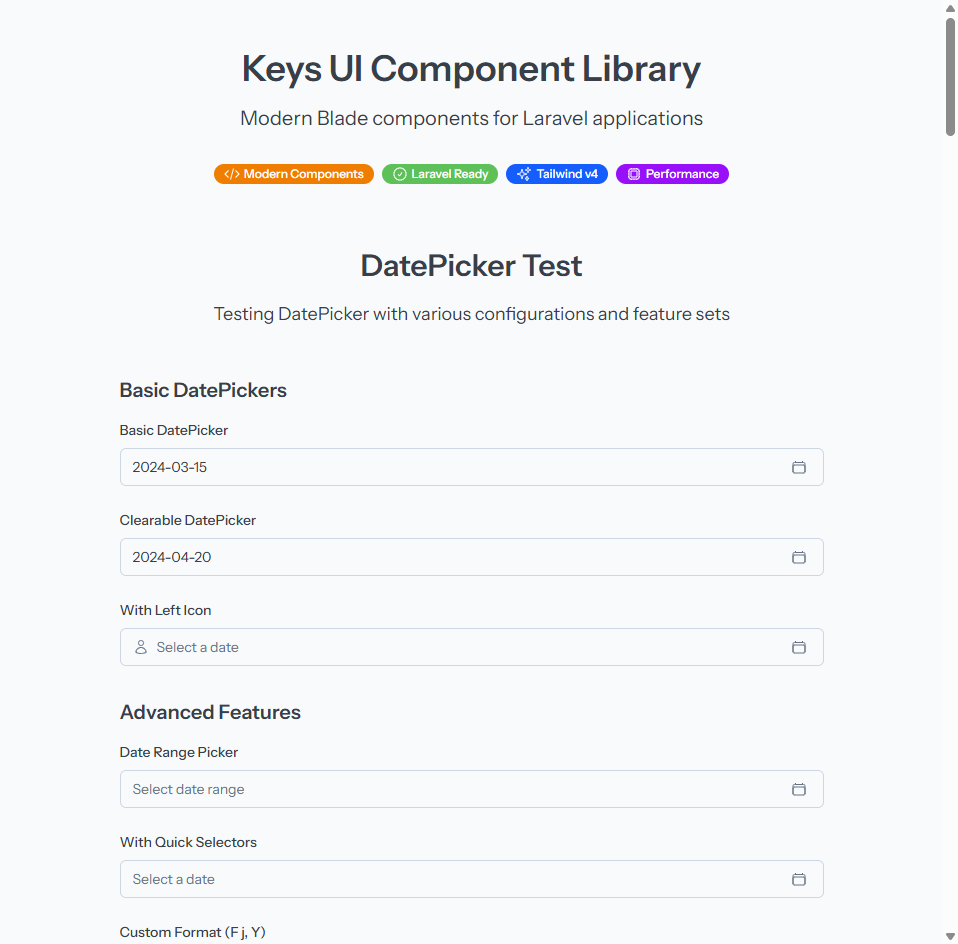 Keys UI Component Library
Modern Blade components for Laravel applications
</> Modern Components Laravel Ready Tailwind v4 Performance
DatePicker Test
Testing DatePicker with various configurations and feature sets
Basic DatePickers
Basic DatePicker
2024-03-15
Clearable DatePicker
2024-04-20
With Left Icon
Select a date
Advanced Features
Date Range Picker
Select date range
With Quick Selectors
Select a date
Custom Format (F j, Y)